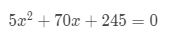 5x² + 70x + 245 = 0